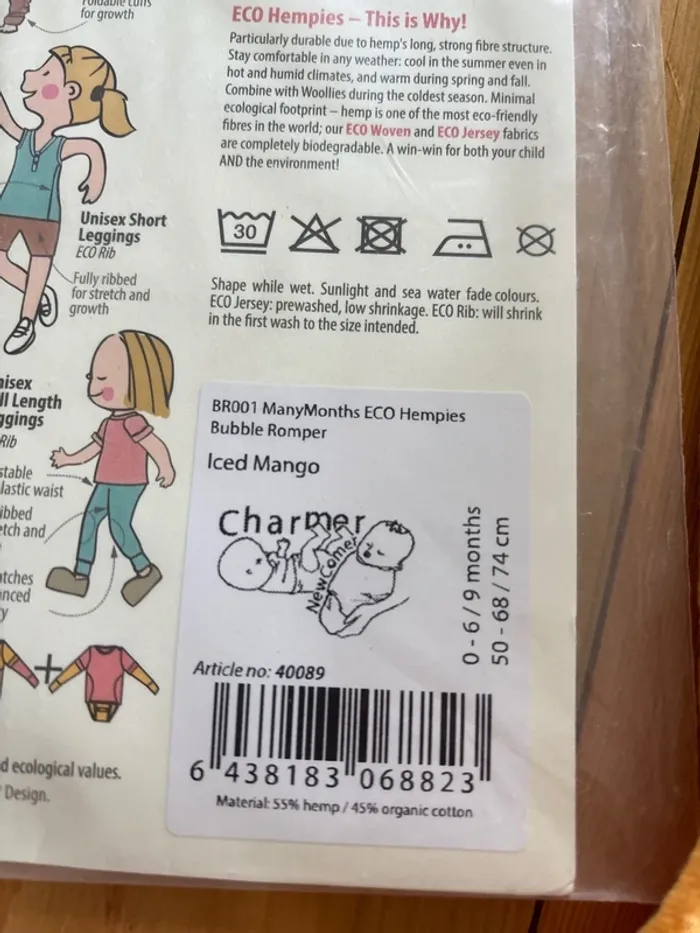 Foldable cuffs
for growth
ECO Hempies – This is Why!
Particularly durable due to hemp's long, strong fibre structure.
Stay comfortable in any weather: cool in the summer even in
hot and humid climates, and warm during spring and fall.
Combine with Woollies during the coldest season. Minimal
ecological footprint – hemp is one of the most eco-friendly
fibres in the world; our ECO Woven and ECO Jersey fabrics
are completely biodegradable. A win-win for both your child
AND the environment!
30
Shape while wet. Sunlight and sea water fade colours.
ECO Jersey: prewashed, low shrinkage. ECO Rib: will shrink
in the first wash to the size intended.
Unisex Short
Leggings
ECO Rib
Fully ribbed
for stretch and
growth
nisex
ll Length
ggings
Rib
stable
lastic waist
ibbed
etch and
atches
anced
y
+
d ecological values.
Design.
BR001 ManyMonths ECO Hempies
Bubble Romper
Iced Mango
Charmer
NewComer
0 - 6 / 9 months
50 - 68 / 74 cm
Article no: 40089
6 438183 068823
Material: 55% hemp / 45% organic cotton